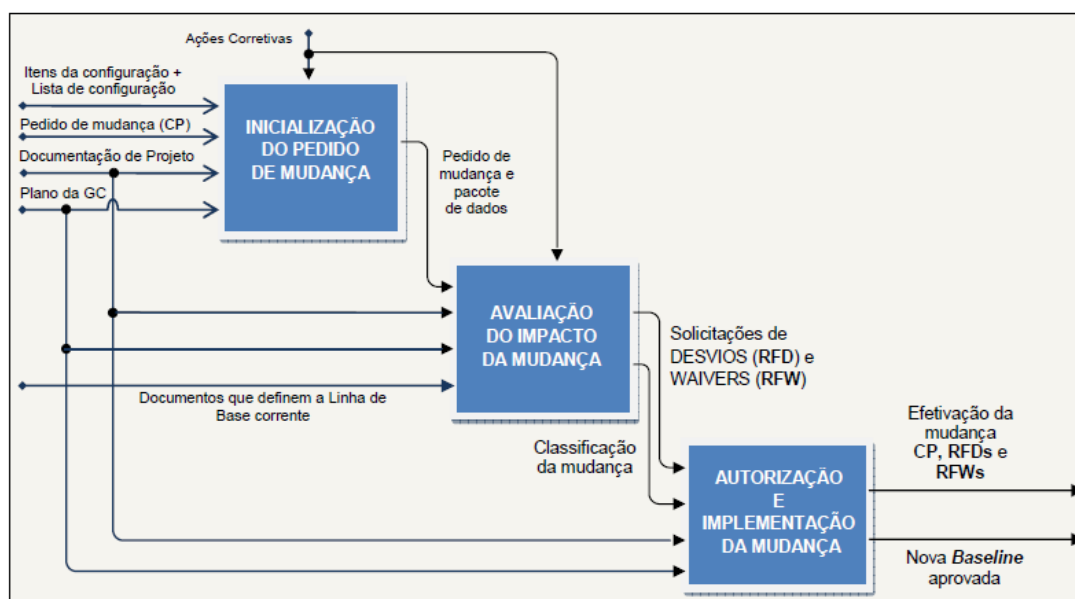 Ações Corretivas
Itens da configuração +
Lista de configuração
Pedido de mudança (CP)
Documentação de Projeto
Plano da GC
INICIALIZAÇÃO
DO PEDIDO
DE MUDANÇA
Pedido de
mudança e
pacote
de dados
AVALIAÇÃO
DO IMPACTO
DA MUDANÇA
Documentos que definem a Linha de
Base corrente
Solicitações de
DESVIOS (RFD) e
WAIVERS (RFW)
Classificação
da mudança
AUTORIZAÇÃO
E
IMPLEMENTAÇÃO
DA MUDANÇA
Efetivação da
mudança
CP, RFDs e
RFWs
Nova Baseline
aprovada